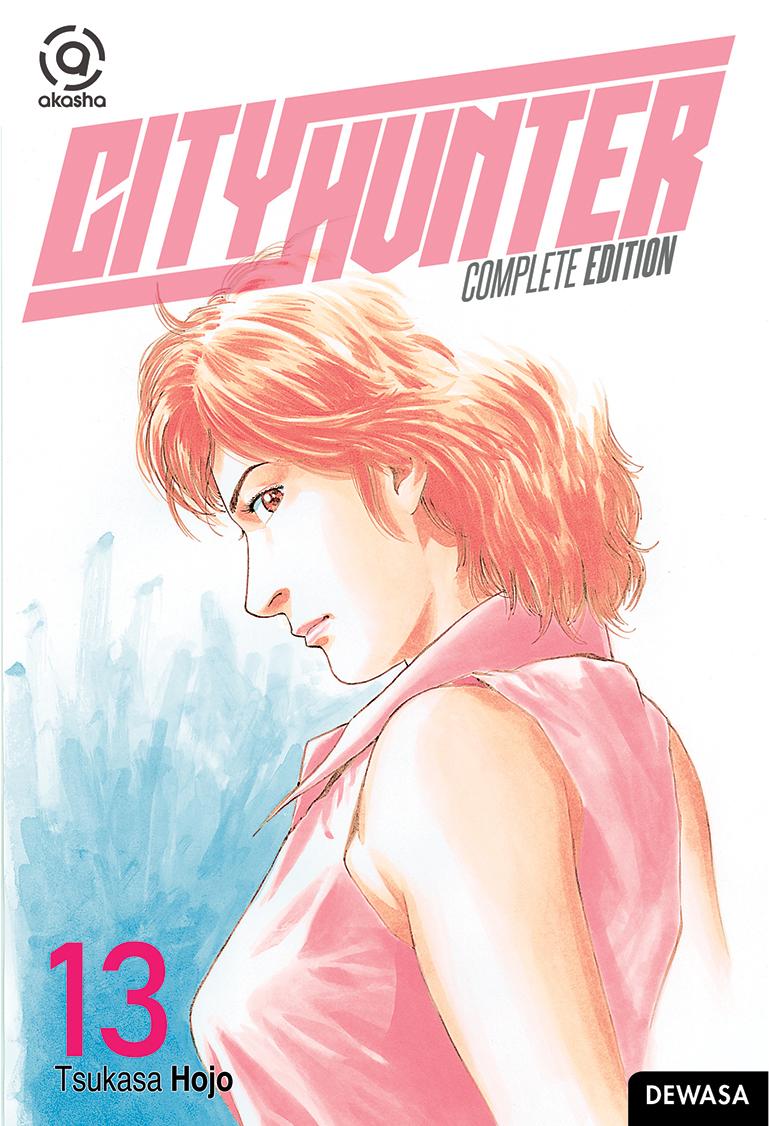 akasha
CITY HUNTER
COMPLETE EDITION
13
Tsukasa Hojo
DEWASA